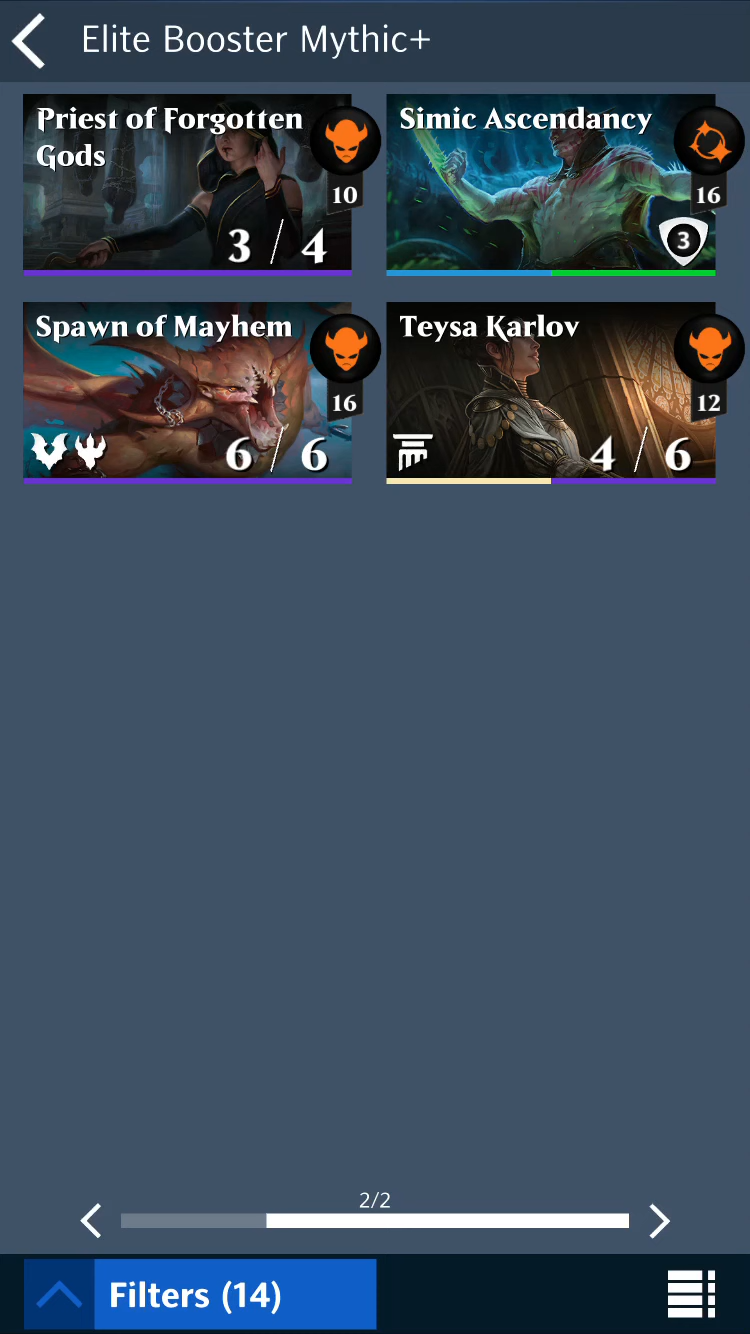 Elite Booster Mythic+
Priest of Forgotten
Gods
10
3 / 4
Simic Ascendancy
16
3
Spawn of Mayhem
16
6 / 6
Teysa Karlov
12
4 / 6
2/2
Filters (14)